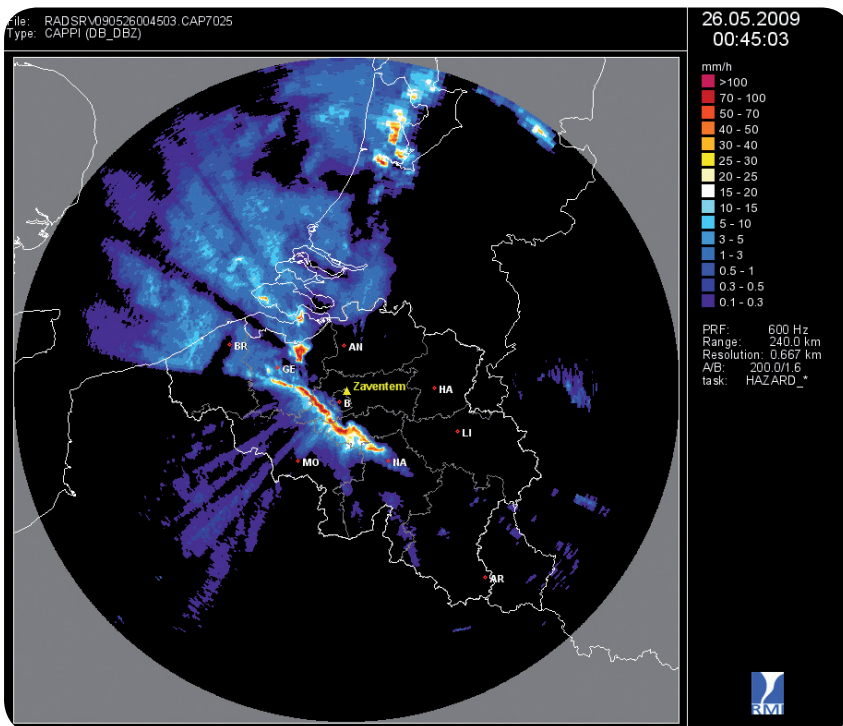 File: RADSRV090526004503.CAP7025
Type: CAPPI (DB_DBZ)
26.05.2009
00:45:03
mm/h
>100
70 - 100
50 - 70
40 - 50
30 - 40
25 - 30
20 - 25
15 - 20
10 - 15
5 - 10
3 - 5
1 - 3
0.5 - 1
0.3 - 0.5
0.1 - 0.3
PRF: 600 Hz
Range: 240.0 km
Resolution: 0.667 km
A/B: 200.0/1.6
task: HAZARD_*
BR
AN
GE
Zaventem
HA
B
LI
MO
NA
AR
RMI